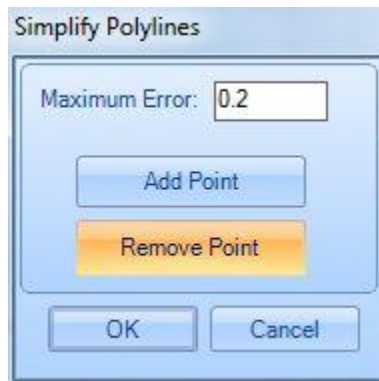 Simplify Polylines
Maximum Error: 0.2
Add Point
Remove Point
OK Cancel